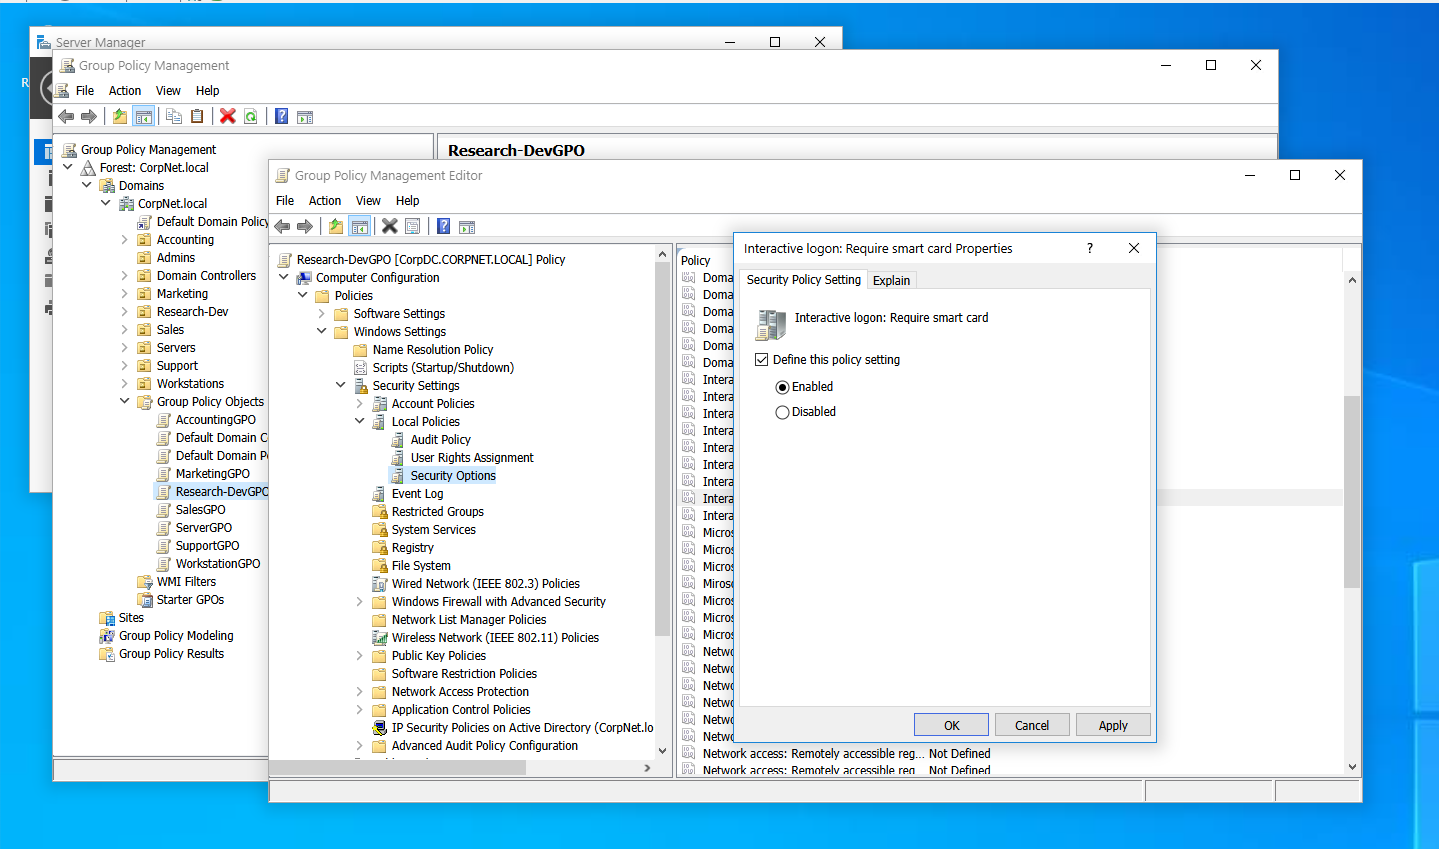 Server Manager
R
Group Policy Management
File Action View Help
Group Policy Management
Forest: CorpNet.local
Domains
CorpNet.local
Default Domain Policy
Accounting
Admins
Domain Controllers
Marketing
Research-Dev
Sales
Servers
Support
Workstations
Group Policy Objects
AccountingGPO
Default Domain C
Default Domain P
MarketingGPO
Research-DevGPO
SalesGPO
ServerGPO
SupportGPO
WorkstationGPO
WMI Filters
Starter GPOs
Sites
Group Policy Modeling
Group Policy Results
Research-DevGPO
Group Policy Management Editor
File Action View Help
Research-DevGPO [CorpDC.CORPNET.LOCAL] Policy
Computer Configuration
Policies
Software Settings
Windows Settings
Name Resolution Policy
Scripts (Startup/Shutdown)
Security Settings
Account Policies
Local Policies
Audit Policy
User Rights Assignment
Security Options
Event Log
Restricted Groups
System Services
Registry
File System
Wired Network (IEEE 802.3) Policies
Windows Firewall with Advanced Security
Network List Manager Policies
Wireless Network (IEEE 802.11) Policies
Public Key Policies
Software Restriction Policies
Network Access Protection
Application Control Policies
IP Security Policies on Active Directory (CorpNet.lo
Advanced Audit Policy Configuration
Policy
Doma
Doma
Doma
Doma
Doma
Doma
Intera
Intera
Intera
Intera
Intera
Intera
Intera
Intera
Intera
Micros
Micros
Micros
Mirosc
Micros
Micros
Micros
Netwo
Netwo
Netwo
Netwo
Netwo
Netwo
Network access: Remotely accessible reg... Not Defined
Network access: Remotely accessible reg Not Defined
Interactive logon: Require smart card Properties
Security Policy Setting Explain
Interactive logon: Require smart card
Define this policy setting
Enabled
Disabled
OK Cancel Apply